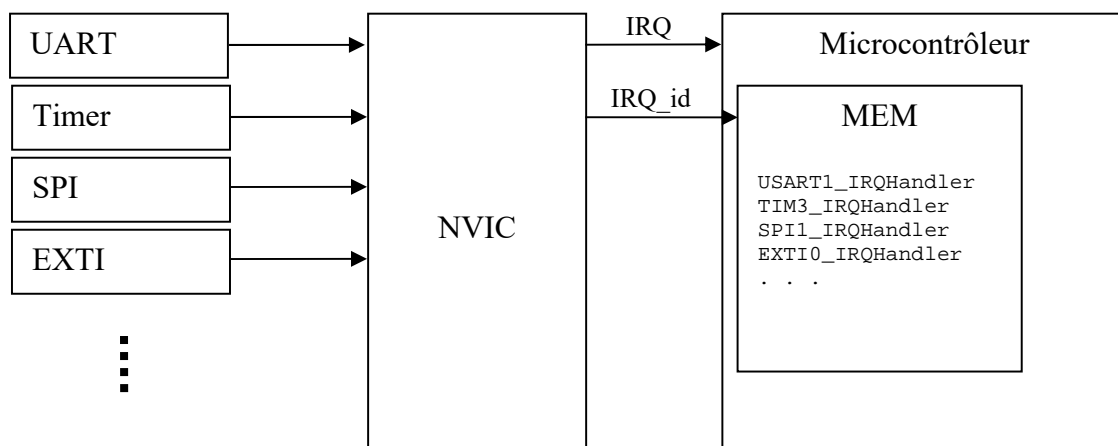 UART
Timer
SPI
EXTI
NVIC
IRQ
IRQ_id
Microcontrôleur
MEM
USART1_IRQHandler
TIM3_IRQHandler
SPI1_IRQHandler
EXTI0_IRQHandler
. . .